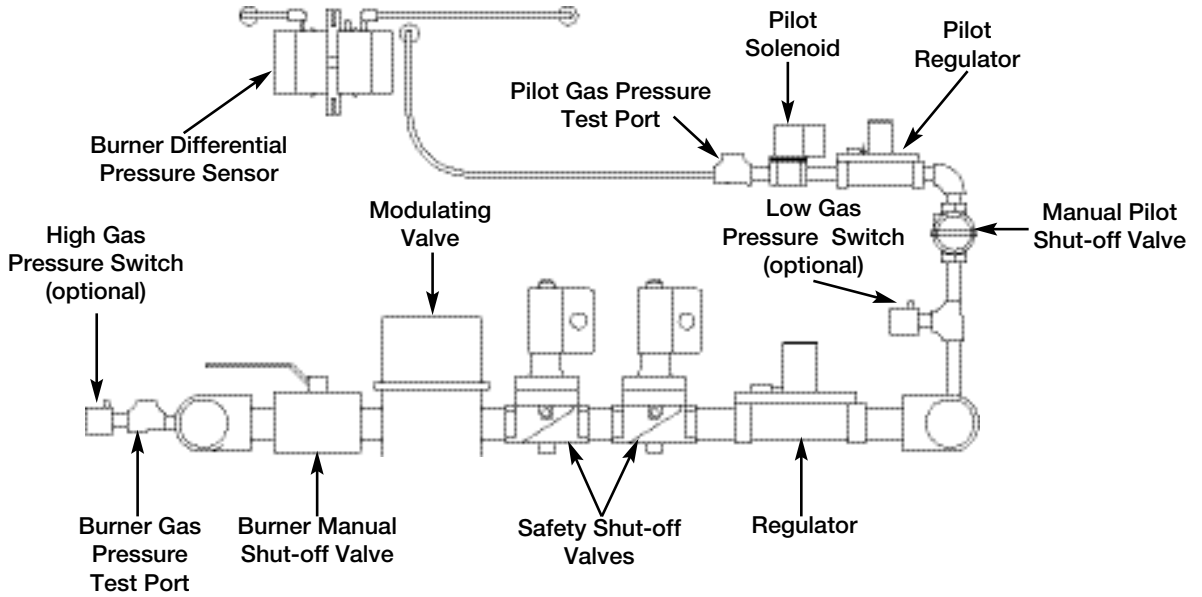 Pilot
Solenoid
Pilot
Regulator
Pilot Gas Pressure
Test Port
Burner Differential
Pressure Sensor
Modulating
Valve
Low Gas
Pressure Switch
(optional)
Manual Pilot
Shut-off Valve
High Gas
Pressure Switch
(optional)
Burner Gas
Pressure
Test Port
Burner Manual
Shut-off Valve
Safety Shut-off
Valves
Regulator